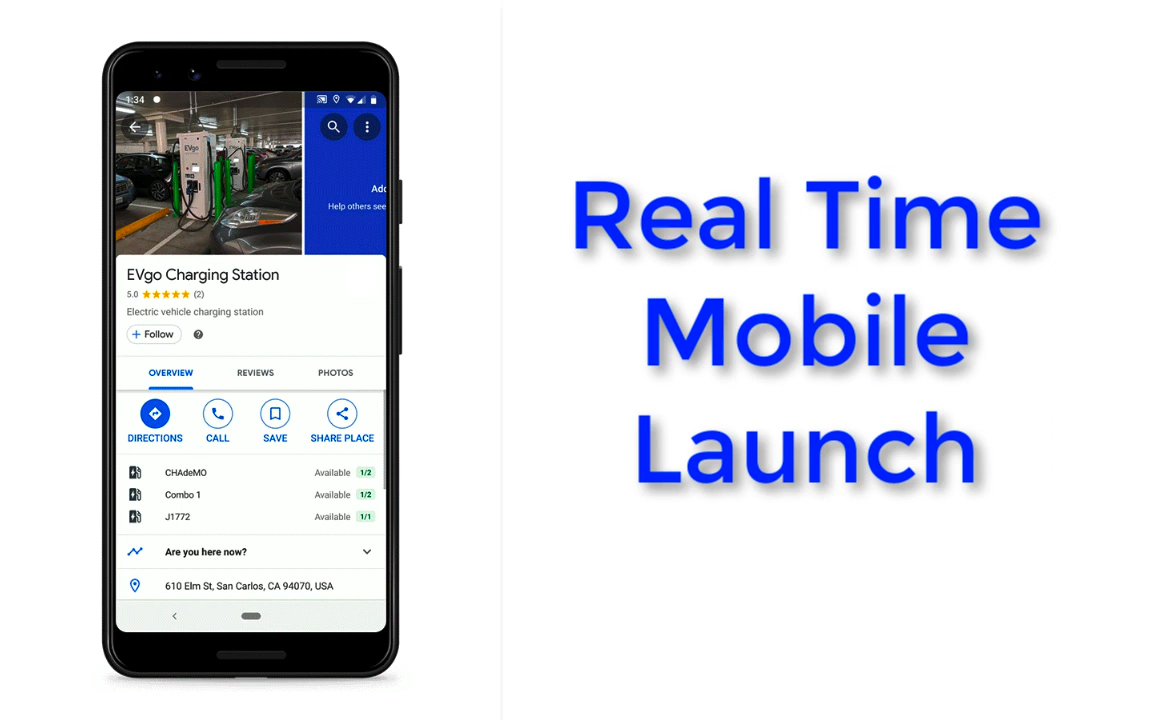 1:34
EVgo
Add
Help others see
EVgo Charging Station
5.0 (2)
Electric vehicle charging station
+ Follow
OVERVIEW REVIEWS PHOTOS
DIRECTIONS CALL SAVE SHARE PLACE
CHAdeMO Available 1/2
Combo 1 Available 1/2
J1772 Available 1/1
Are you here now?
610 Elm St, San Carlos, CA 94070, USA
Real Time
Mobile
Launch